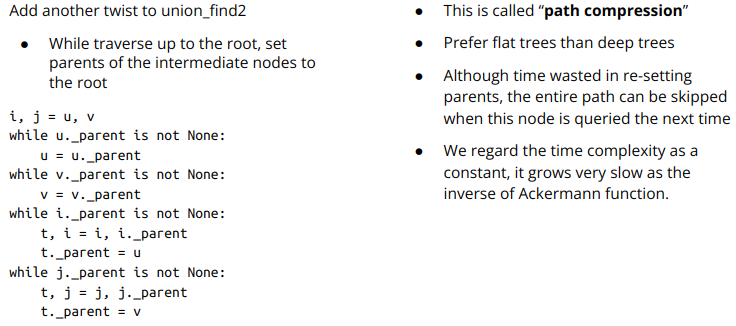 Add another twist to union_find2
● While traverse up to the root, set
parents of the intermediate nodes to
the root
i, j = u, v
while u._parent is not None:
    u = u._parent
while v._parent is not None:
    v = v._parent
while i._parent is not None:
    t, i = i, i._parent
    t._parent = u
while j._parent is not None:
    t, j = j, j._parent
    t._parent = v
● This is called “path compression”
● Prefer flat trees than deep trees
● Although time wasted in re-setting
parents, the entire path can be skipped
when this node is queried the next time
● We regard the time complexity as a
constant, it grows very slow as the
inverse of Ackermann function.